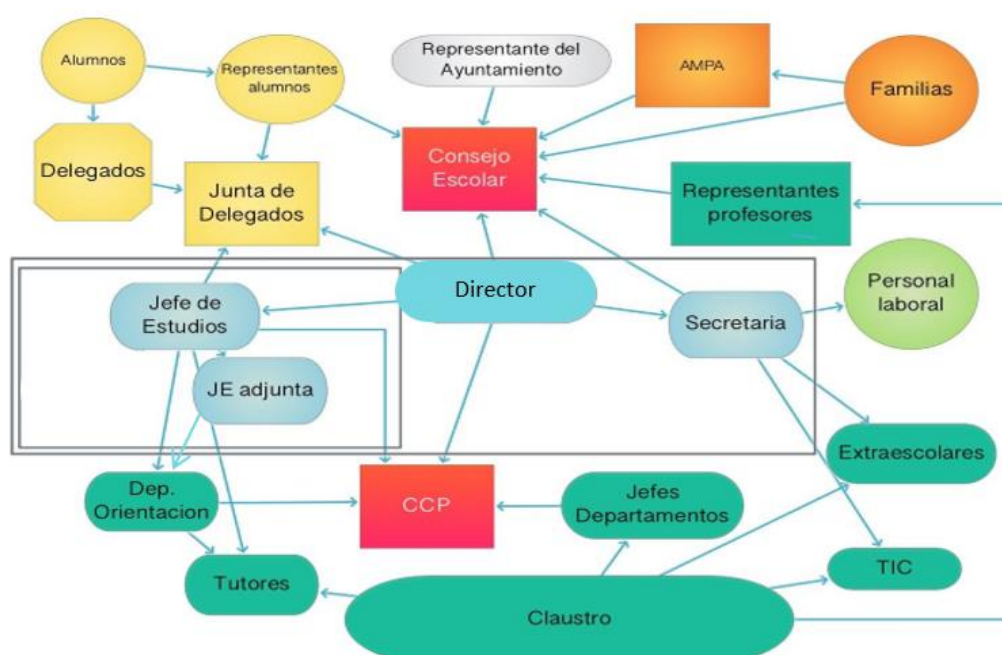 Alumnos
Representantes
alumnos
Representante del
Ayuntamiento
AMPA
Familias
Delegados
Junta de
Delegados
Consejo
Escolar
Representantes
profesores
Jefe de
Estudios
Director
Secretaria
Personal
laboral
JE adjunta
Dep.
Orientacion
CCP
Jefes
Departamentos
Extraescolares
Tutores
TIC
Claustro